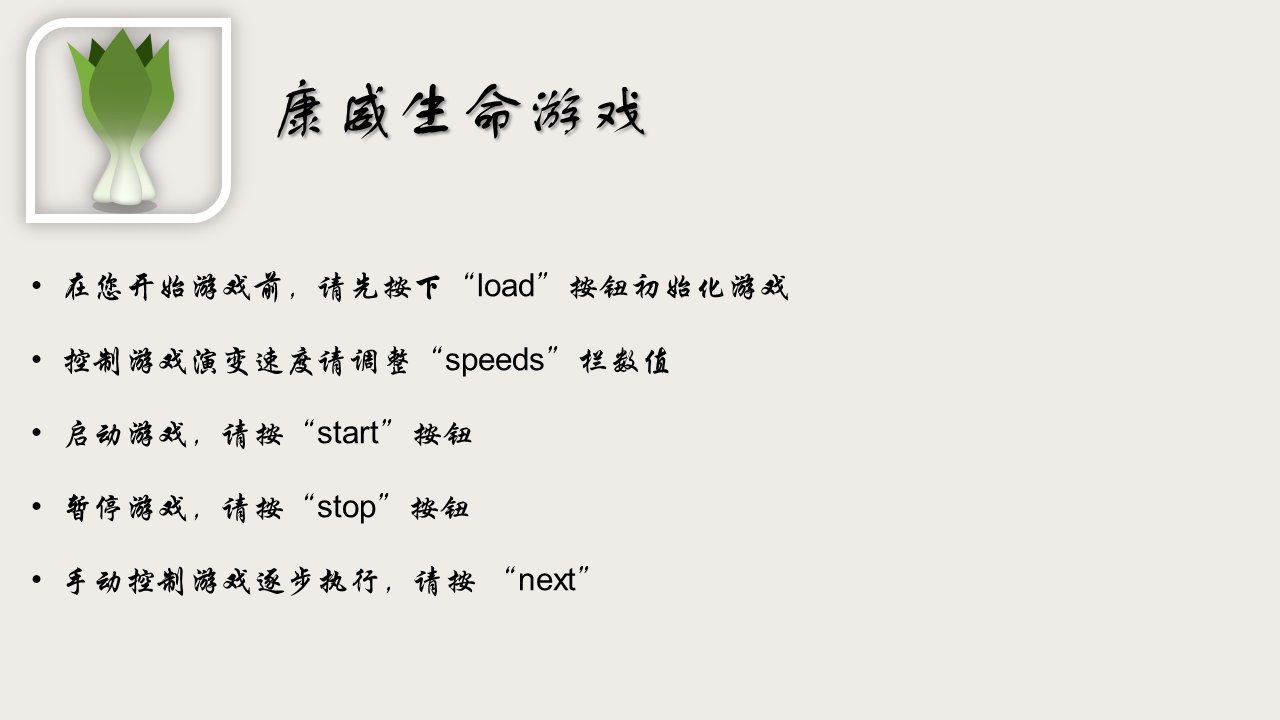 康威生命游戏
• 在您开始游戏前，请先按下“load”按钮初始化游戏
• 控制游戏演变速度请调整“speeds”栏数值
• 启动游戏，请按“start”按钮
• 暂停游戏，请按“stop”按钮
• 手动控制游戏逐步执行，请按 “next”